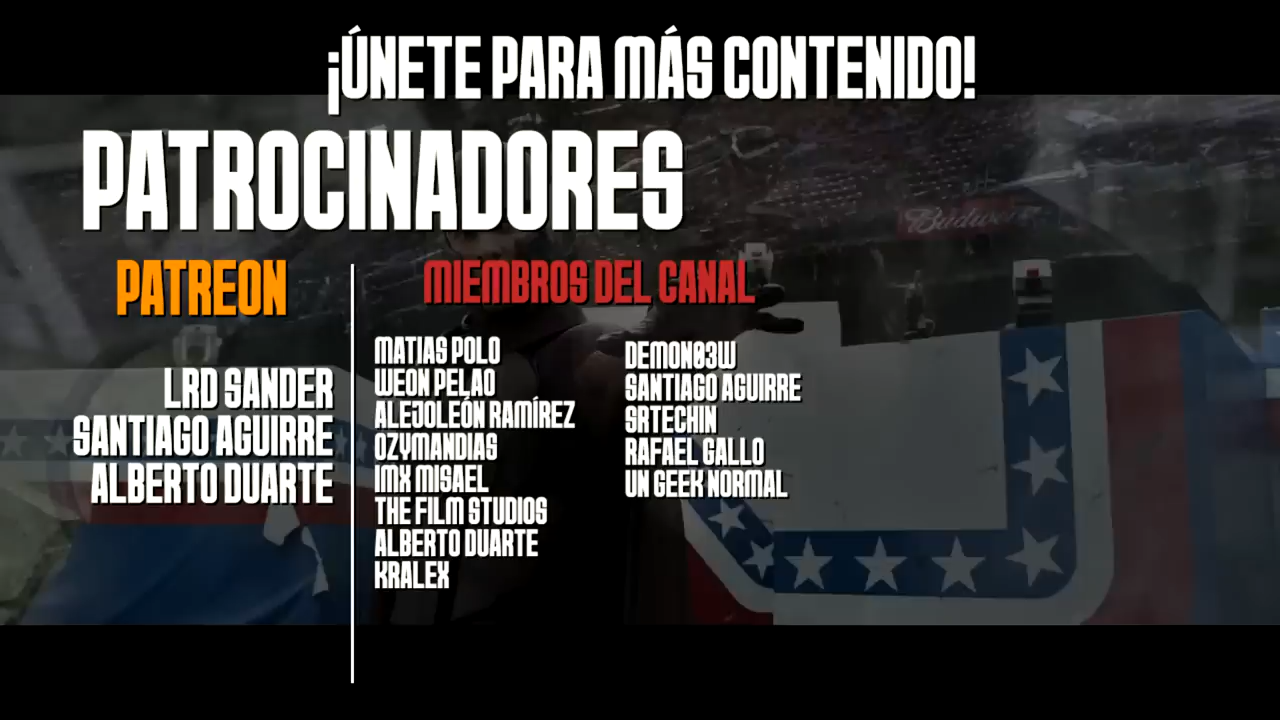 ¡ÚNETE PARA MÁS CONTENIDO!
PATROCINADORES
PATREON
LRD SANDER
SANTIAGO AGUIRRE
ALBERTO DUARTE
MIEMBROS DEL CANAL
MATIAS POLO
WEON PELAO
ALEJOLEÓN RAMÍREZ
OZYMANDIAS
IMX MISAEL
THE FILM STUDIOS
ALBERTO DUARTE
KRALEX
DEMON03W
SANTIAGO AGUIRRE
SRTECHIN
RAFAEL GALLO
UN GEEK NORMAL
Budweiser